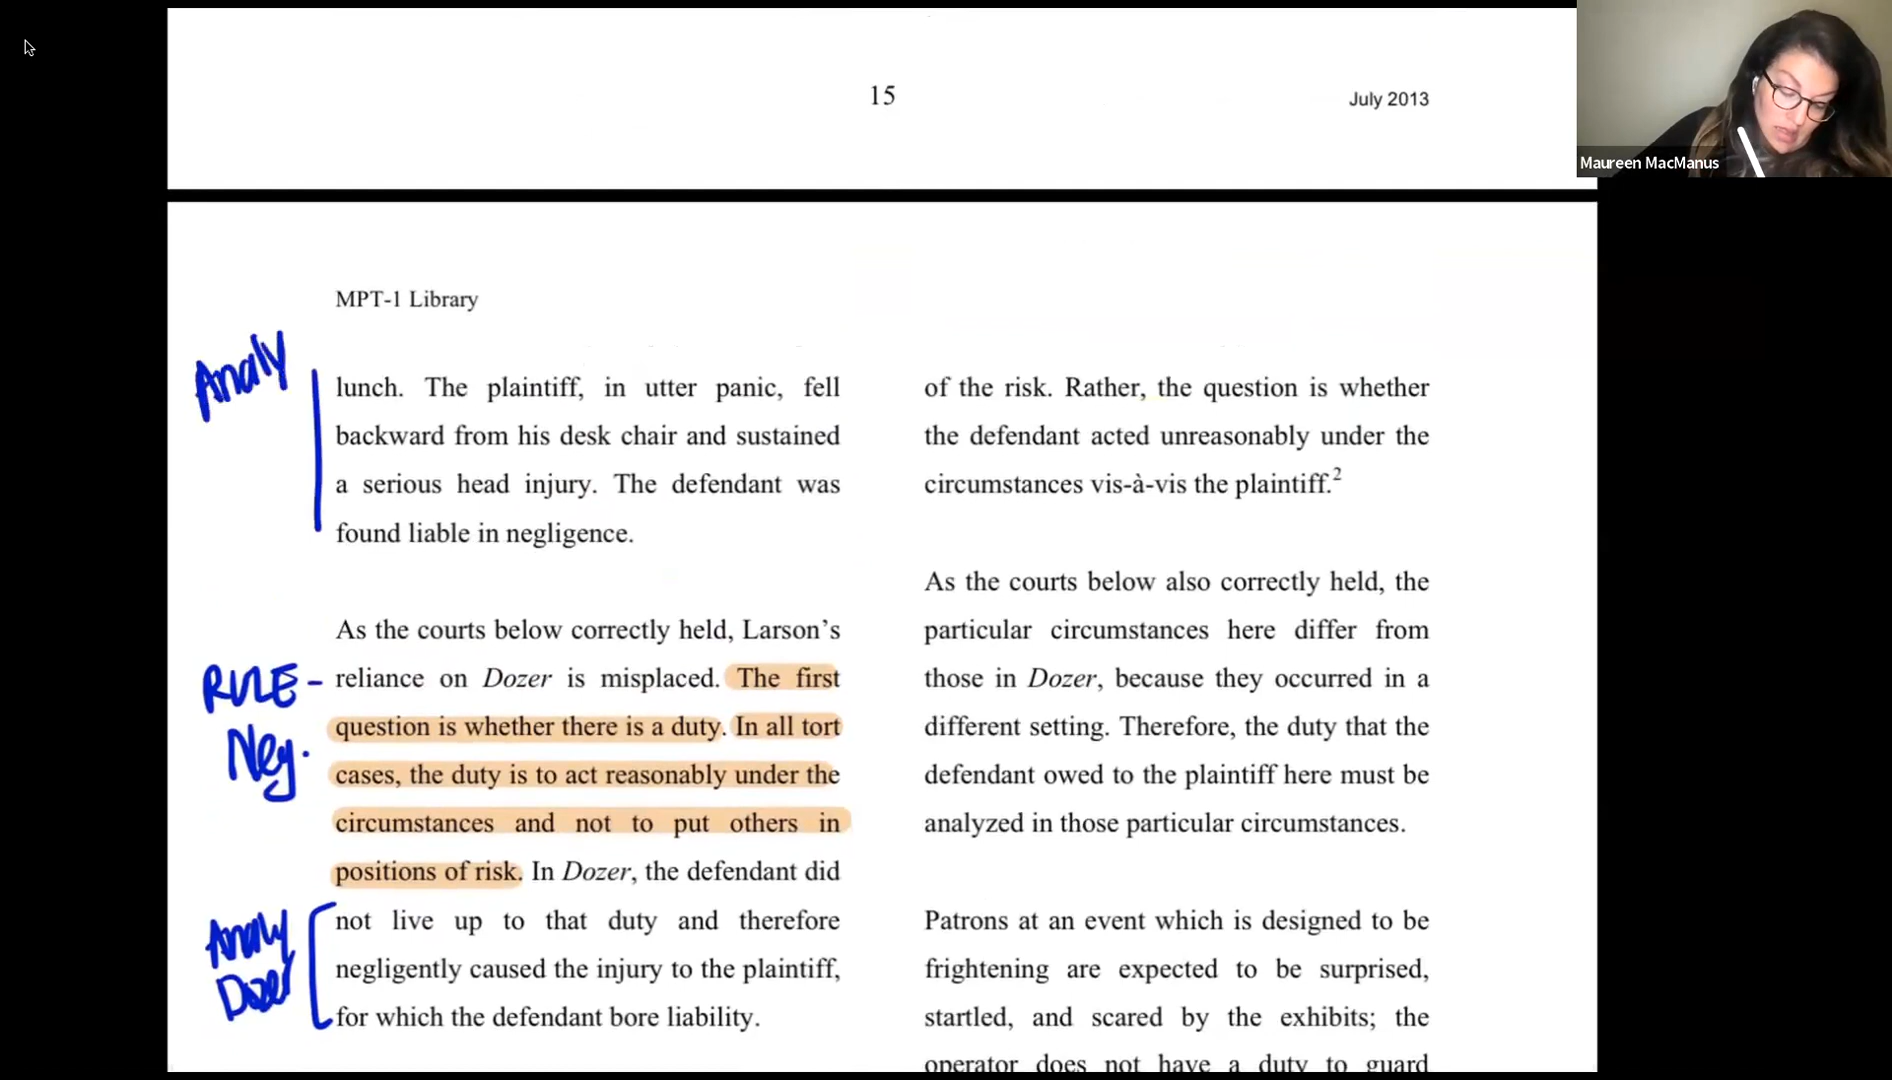 15
July 2013
Maureen MacManus
MPT-1 Library
Analy
lunch. The plaintiff, in utter panic, fell
backward from his desk chair and sustained
a serious head injury. The defendant was
found liable in negligence.
As the courts below correctly held, Larson’s
RULE –
reliance on Dozer is misplaced. The first
Neg.
question is whether there is a duty. In all tort
cases, the duty is to act reasonably under the
circumstances and not to put others in
positions of risk. In Dozer, the defendant did
Analy
Dozer
not live up to that duty and therefore
negligently caused the injury to the plaintiff,
for which the defendant bore liability.
of the risk. Rather, the question is whether
the defendant acted unreasonably under the
circumstances vis-à-vis the plaintiff.²
As the courts below also correctly held, the
particular circumstances here differ from
those in Dozer, because they occurred in a
different setting. Therefore, the duty that the
defendant owed to the plaintiff here must be
analyzed in those particular circumstances.
Patrons at an event which is designed to be
frightening are expected to be surprised,
startled, and scared by the exhibits; the
operator does not have a duty to guard